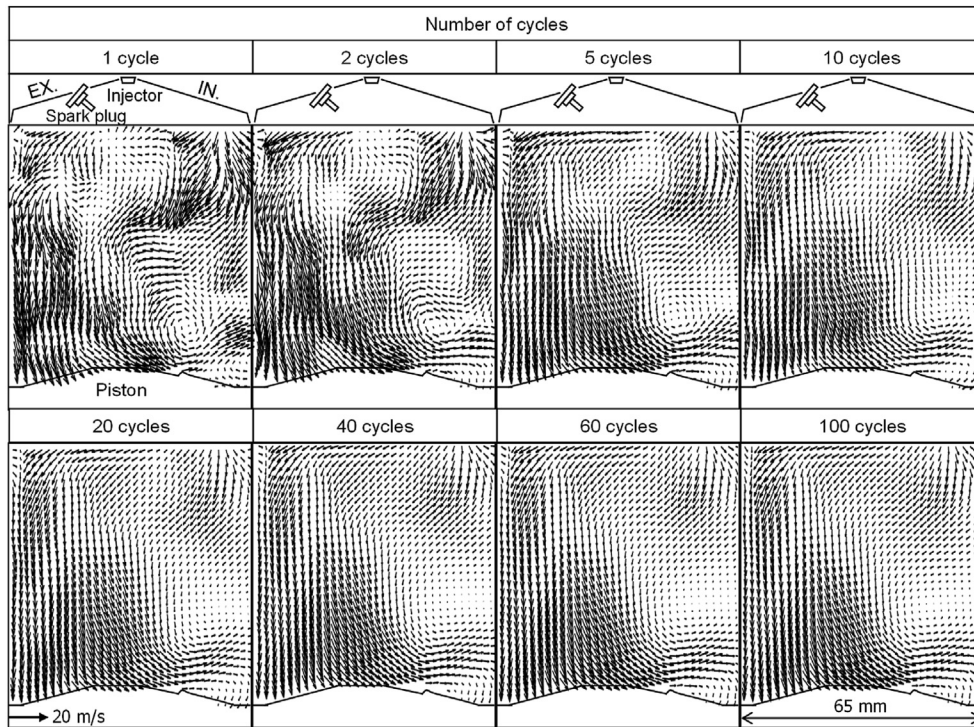 Number of cycles
1 cycle 2 cycles 5 cycles 10 cycles
EX. Injector IN.
Spark plug
Piston
20 cycles 40 cycles 60 cycles 100 cycles
20 m/s 65 mm